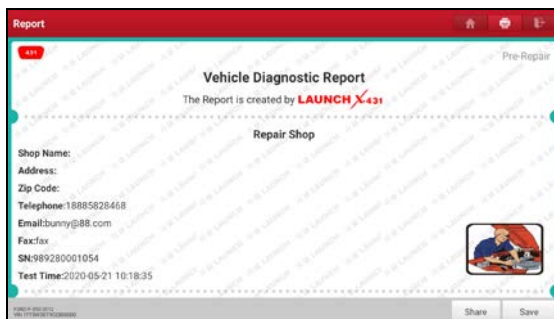 Report
431
Pre-Repair
Vehicle Diagnostic Report
The Report is created by LAUNCH X-431
Repair Shop
Shop Name:
Address:
Zip Code:
Telephone:18885828468
Email:bunny@88.com
Fax:fax
SN:989280001054
Test Time:2020-05-21 10:18:35
Share
Save